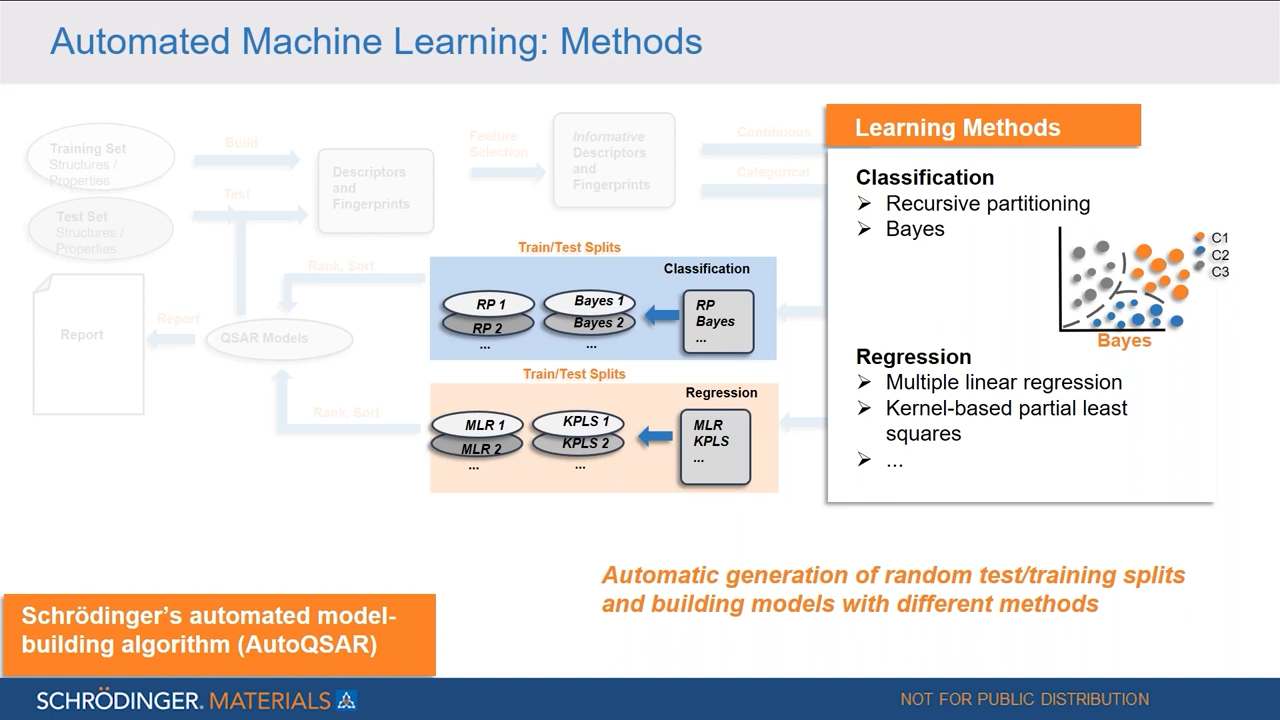 Automated Machine Learning: Methods
Training Set
Structures /
Properties
Test Set
Structures /
Properties
Build
Test
Descriptors
and
Fingerprints
Feature
Selection
Informative
Descriptors
and
Fingerprints
Continuous
Categorical
Learning Methods
Classification
➢ Recursive partitioning
➢ Bayes
C1
C2
C3
Bayes
Regression
➢ Multiple linear regression
➢ Kernel-based partial least
squares
➢ ...
Train/Test Splits
Classification
RP 1
RP 2
...
Bayes 1
Bayes 2
...
RP
Bayes
...
Train/Test Splits
Regression
MLR 1
MLR 2
...
KPLS 1
KPLS 2
...
MLR
KPLS
...
Rank, Sort
Rank, Sort
QSAR Models
Report
Report
Automatic generation of random test/training splits
and building models with different methods
Schrödinger's automated model-
building algorithm (AutoQSAR)
SCHRÖDINGER. MATERIALS
NOT FOR PUBLIC DISTRIBUTION